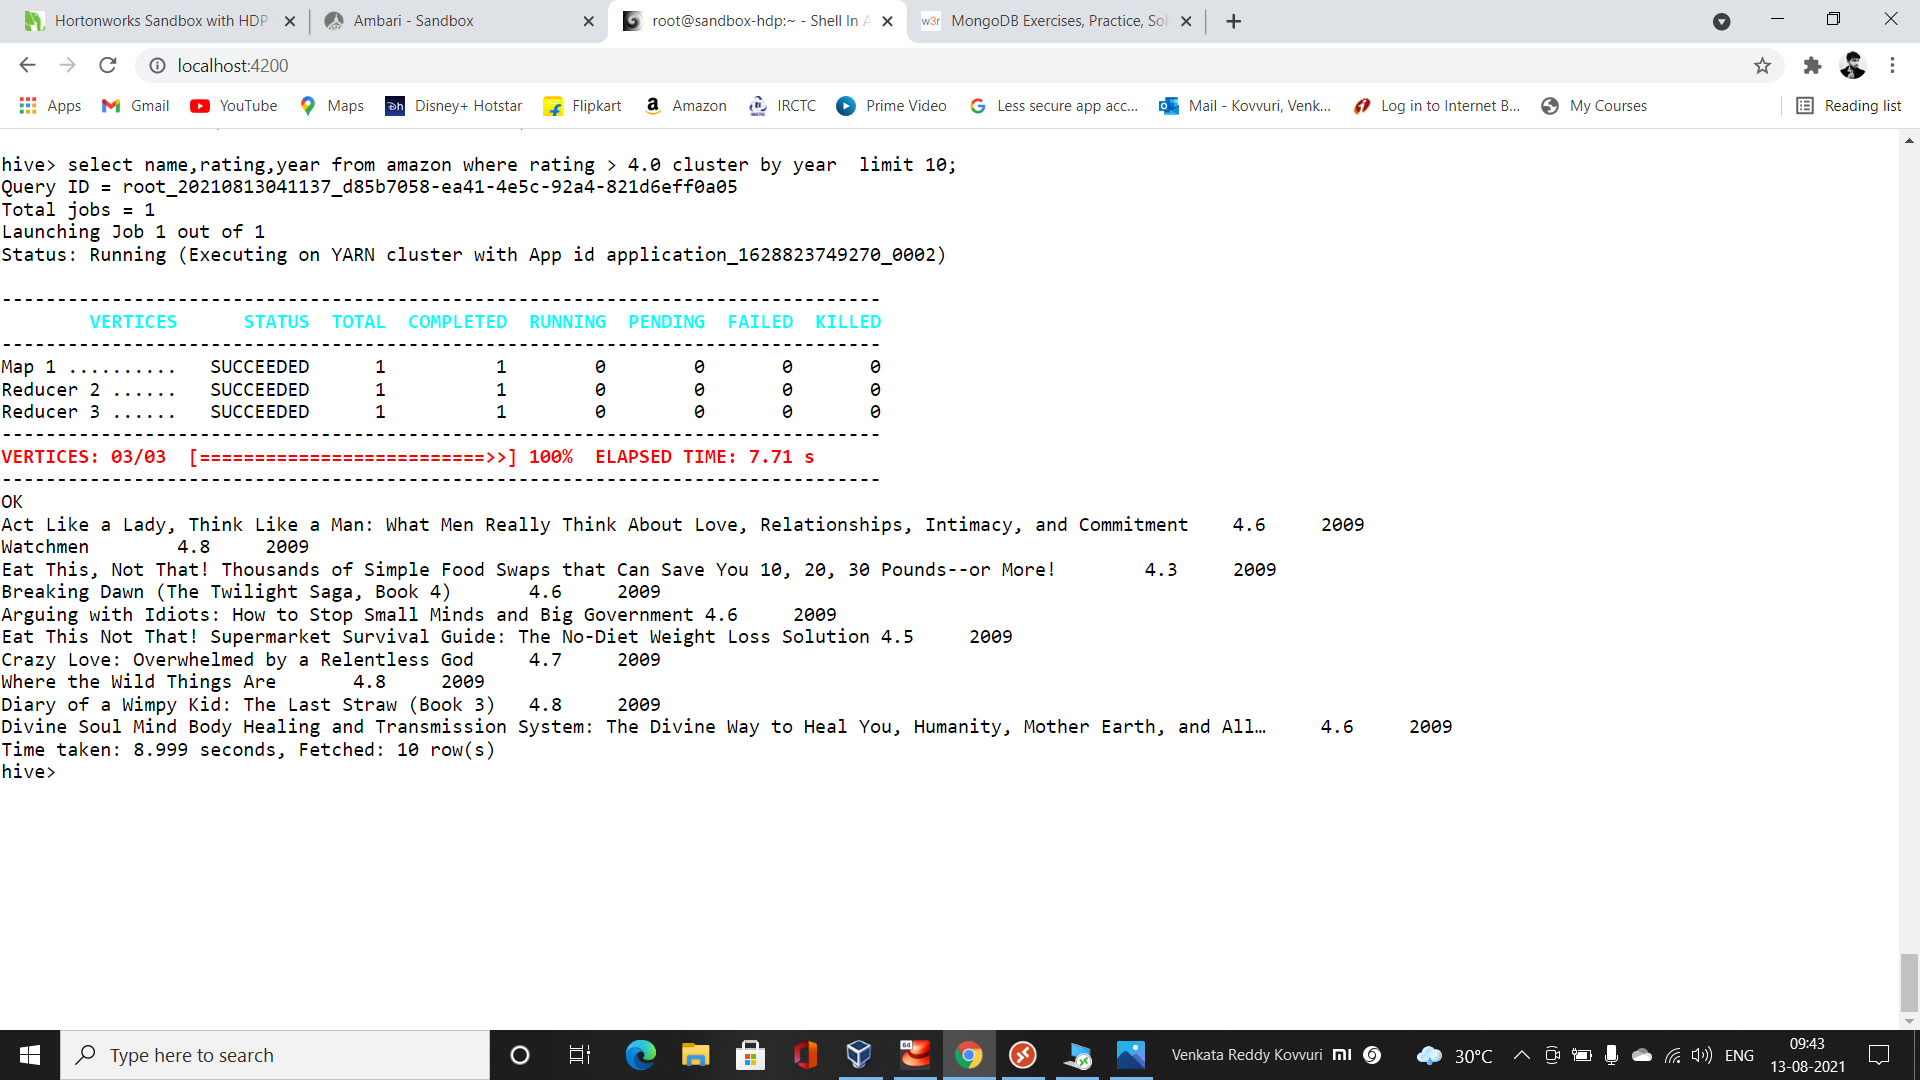 Hortonworks Sandbox with HDP
Ambari - Sandbox
root@sandbox-hdp:~ - Shell In A
w3r MongoDB Exercises, Practice, Sol
localhost:4200
Apps Gmail YouTube Maps Disney+ Hotstar Flipkart Amazon IRCTC Prime Video Less secure app acc... Mail - Kovvuri, Venk... Log in to Internet B... My Courses Reading list
hive> select name,rating,year from amazon where rating > 4.0 cluster by year  limit 10;
Query ID = root_20210813041137_d85b7058-ea41-4e5c-92a4-821d6eff0a05
Total jobs = 1
Launching Job 1 out of 1
Status: Running (Executing on YARN cluster with App id application_1628823749270_0002)
--------------------------------------------------------------------------------
        VERTICES      STATUS  TOTAL  COMPLETED  RUNNING  PENDING  FAILED  KILLED
--------------------------------------------------------------------------------
Map 1 ..........   SUCCEEDED      1          1        0        0       0       0
Reducer 2 ......   SUCCEEDED      1          1        0        0       0       0
Reducer 3 ......   SUCCEEDED      1          1        0        0       0       0
--------------------------------------------------------------------------------
VERTICES: 03/03  [==========================>>] 100%  ELAPSED TIME: 7.71 s
--------------------------------------------------------------------------------
OK
Act Like a Lady, Think Like a Man: What Men Really Think About Love, Relationships, Intimacy, and Commitment    4.6     2009
Watchmen        4.8     2009
Eat This, Not That! Thousands of Simple Food Swaps that Can Save You 10, 20, 30 Pounds--or More!        4.3     2009
Breaking Dawn (The Twilight Saga, Book 4)       4.6     2009
Arguing with Idiots: How to Stop Small Minds and Big Government 4.6     2009
Eat This Not That! Supermarket Survival Guide: The No-Diet Weight Loss Solution 4.5     2009
Crazy Love: Overwhelmed by a Relentless God     4.7     2009
Where the Wild Things Are       4.8     2009
Diary of a Wimpy Kid: The Last Straw (Book 3)   4.8     2009
Divine Soul Mind Body Healing and Transmission System: The Divine Way to Heal You, Humanity, Mother Earth, and All…     4.6     2009
Time taken: 8.999 seconds, Fetched: 10 row(s)
hive>
Type here to search
64
Venkata Reddy Kovvuri
30°C
ENG
09:43
13-08-2021